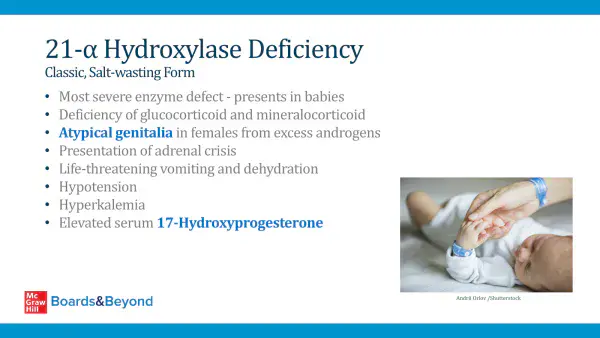 21-α Hydroxylase Deficiency
Classic, Salt-wasting Form
• Most severe enzyme defect - presents in babies
• Deficiency of glucocorticoid and mineralocorticoid
• Atypical genitalia in females from excess androgens
• Presentation of adrenal crisis
• Life-threatening vomiting and dehydration
• Hypotension
• Hyperkalemia
• Elevated serum 17-Hydroxyprogesterone
Andrii Orlov /Shutterstock
Mc
Graw
Hill
Boards&Beyond